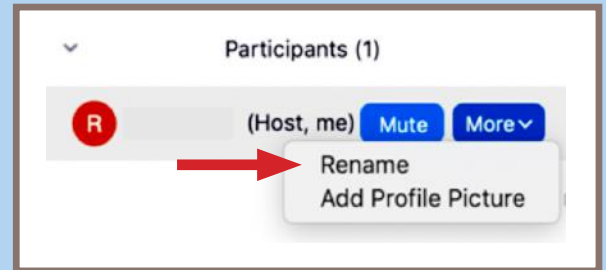 Participants (1)
R (Host, me) Mute More
Rename
Add Profile Picture